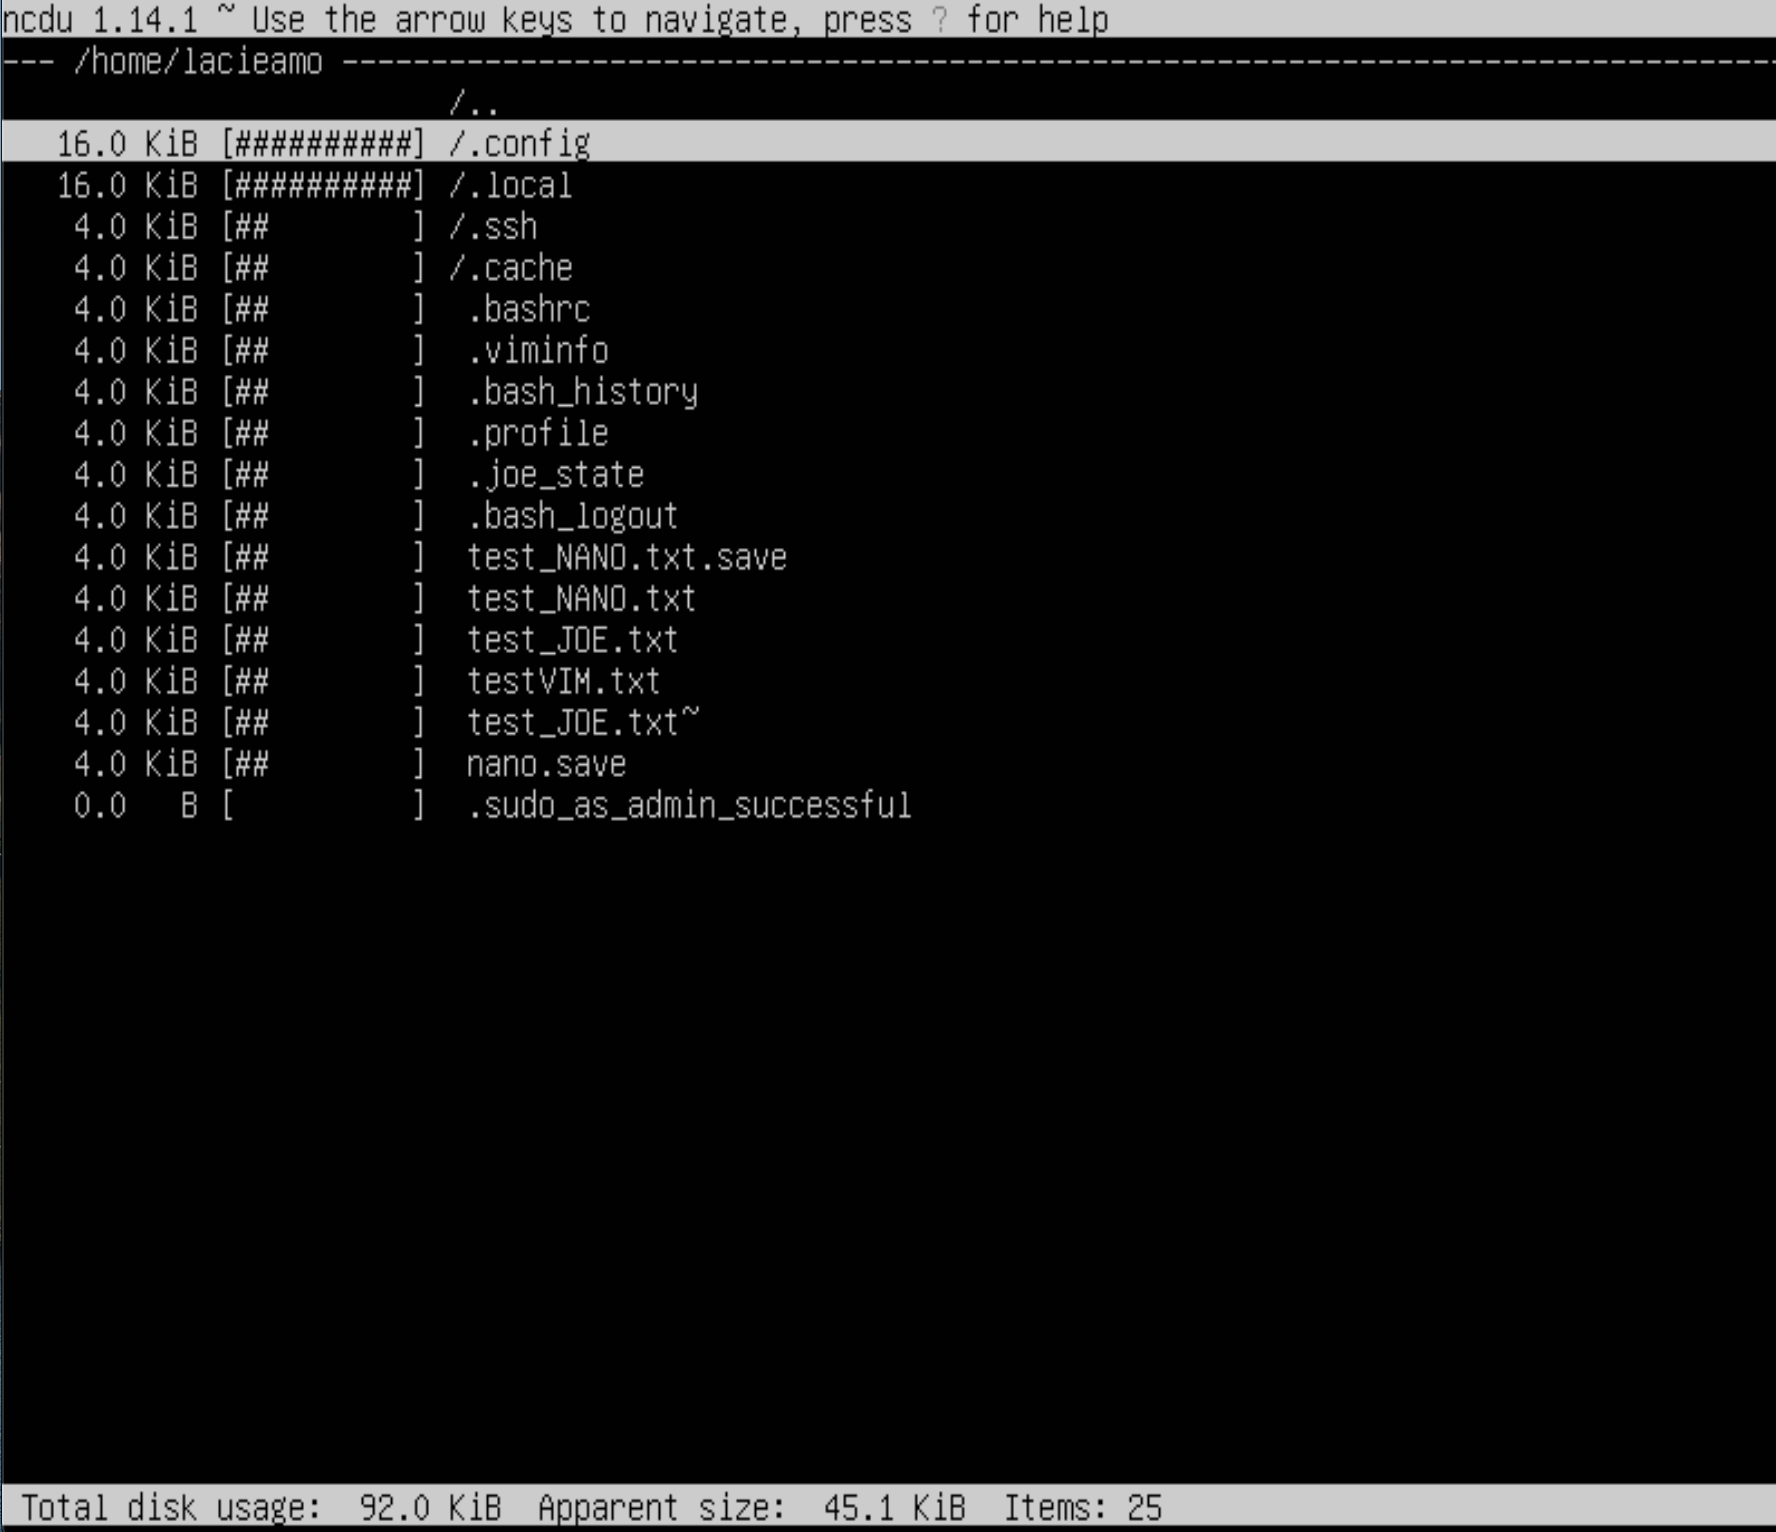 ncdu 1.14.1 ~ Use the arrow keys to navigate, press ? for help
--- /home/lacieamo --------------------------------------------------------------------------------
                         /..
   16.0 KiB [##########] /.config
   16.0 KiB [##########] /.local
    4.0 KiB [##        ] /.ssh
    4.0 KiB [##        ] /.cache
    4.0 KiB [##        ]  .bashrc
    4.0 KiB [##        ]  .viminfo
    4.0 KiB [##        ]  .bash_history
    4.0 KiB [##        ]  .profile
    4.0 KiB [##        ]  .joe_state
    4.0 KiB [##        ]  .bash_logout
    4.0 KiB [##        ]  test_NANO.txt.save
    4.0 KiB [##        ]  test_NANO.txt
    4.0 KiB [##        ]  test_JOE.txt
    4.0 KiB [##        ]  testVIM.txt
    4.0 KiB [##        ]  test_JOE.txt~
    4.0 KiB [##        ]  nano.save
    0.0   B [          ]  .sudo_as_admin_successful
 Total disk usage:  92.0 KiB  Apparent size:  45.1 KiB  Items: 25